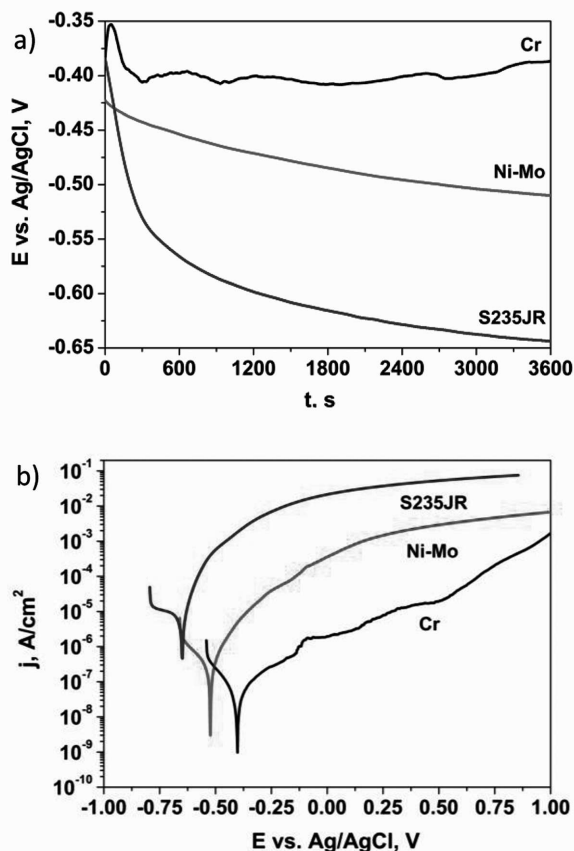 a)
-0.35
-0.40
-0.45
-0.50
-0.55
-0.60
-0.65
E vs. Ag/AgCl, V
Cr
Ni-Mo
S235JR
0 600 1200 1800 2400 3000 3600
t. s
b)
10⁻¹
10⁻²
10⁻³
10⁻⁴
10⁻⁵
10⁻⁶
10⁻⁷
10⁻⁸
10⁻⁹
10⁻¹⁰
j, A/cm²
S235JR
Ni-Mo
Cr
-1.00 -0.75 -0.50 -0.25 0.00 0.25 0.50 0.75 1.00
E vs. Ag/AgCl, V